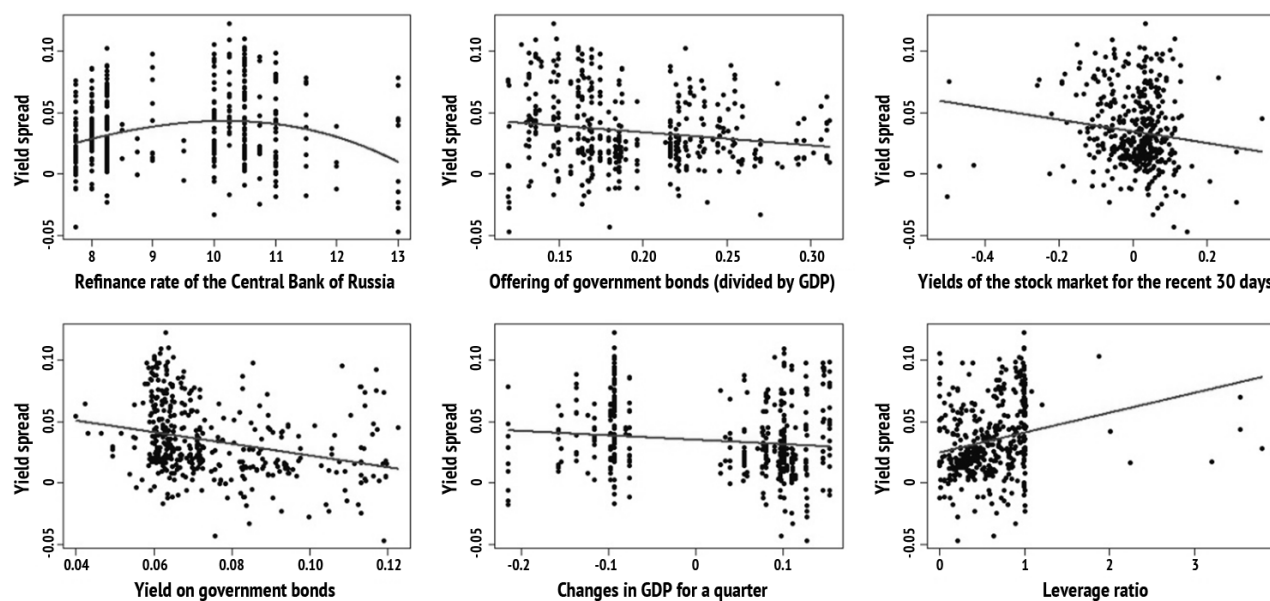 Yield spread
0.10
0.05
0
-0.05
8 9 10 11 12 13
Refinance rate of the Central Bank of Russia
Yield spread
0.10
0.05
0
-0.05
0.15 0.20 0.25 0.30
Offering of government bonds (divided by GDP)
Yield spread
0.10
0.05
0
-0.05
-0.4 -0.2 0 0.2
Yields of the stock market for the recent 30 days
Yield spread
0.10
0.05
0
-0.05
0.04 0.06 0.08 0.10 0.12
Yield on government bonds
Yield spread
0.10
0.05
0
-0.05
-0.2 -0.1 0 0.1
Changes in GDP for a quarter
Yield spread
0.10
0.05
0
-0.05
0 1 2 3
Leverage ratio